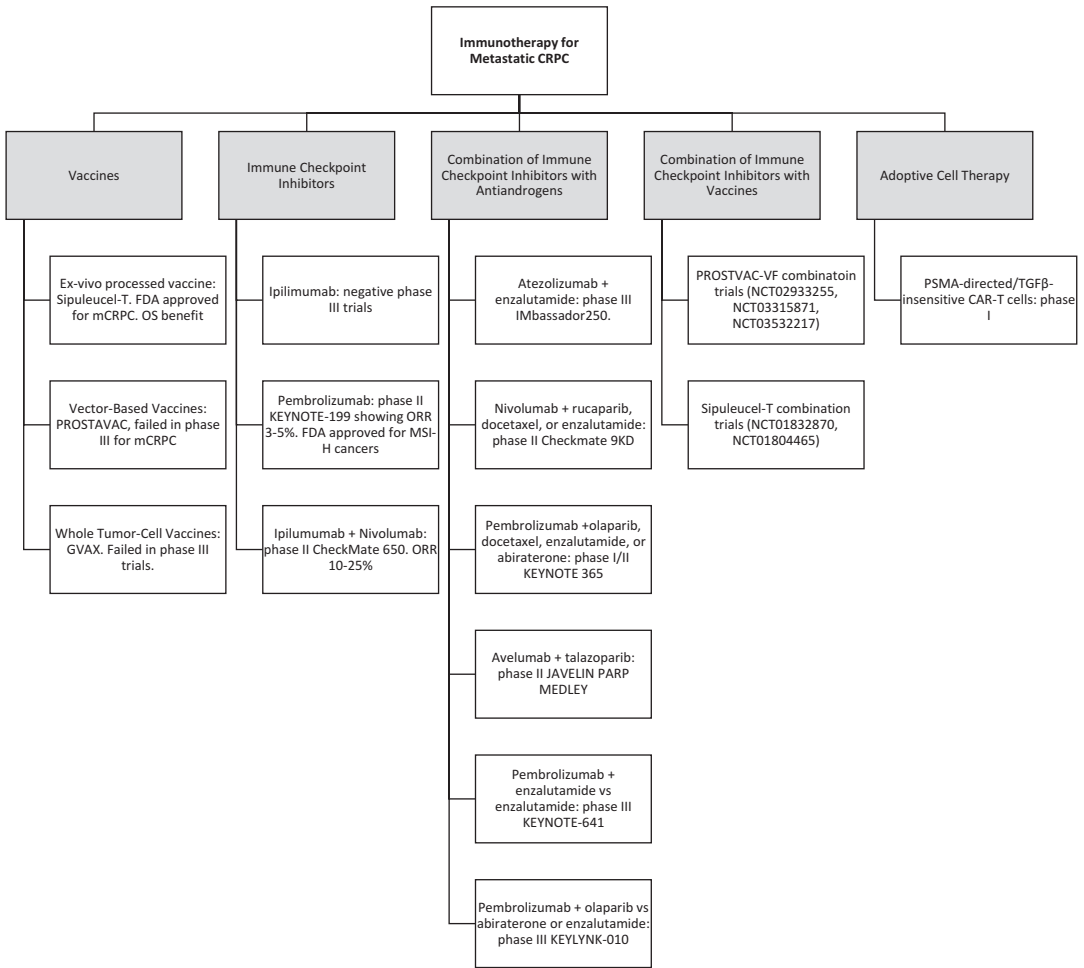 Immunotherapy for
Metastatic CRPC
Vaccines
Ex-vivo processed vaccine:
Sipuleucel-T. FDA approved
for mCRPC. OS benefit
Vector-Based Vaccines:
PROSTAVAC, failed in phase
III for mCRPC
Whole Tumor-Cell Vaccines:
GVAX. Failed in phase III
trials.
Immune Checkpoint
Inhibitors
Ipilimumab: negative phase
III trials
Pembrolizumab: phase II
KEYNOTE-199 showing ORR
3-5%. FDA approved for MSI-
H cancers
Ipilumumab + Nivolumab:
phase II CheckMate 650. ORR
10-25%
Combination of Immune
Checkpoint Inhibitors with
Antiandrogens
Atezolizumab +
enzalutamide: phase III
IMbassador250.
Nivolumab + rucaparib,
docetaxel, or enzalutamide:
phase II Checkmate 9KD
Pembrolizumab +olaparib,
docetaxel, enzalutamide, or
abiraterone: phase I/II
KEYNOTE 365
Avelumab + talazoparib:
phase II JAVELIN PARP
MEDLEY
Pembrolizumab +
enzalutamide vs
enzalutamide: phase III
KEYNOTE-641
Pembrolizumab + olaparib vs
abiraterone or enzalutamide:
phase III KEYLYNK-010
Combination of Immune
Checkpoint Inhibitors with
Vaccines
PROSTVAC-VF combinatoin
trials (NCT02933255,
NCT03315871,
NCT03532217)
Sipuleucel-T combination
trials (NCT01832870,
NCT01804465)
Adoptive Cell Therapy
PSMA-directed/TGFβ-
insensitive CAR-T cells: phase
I